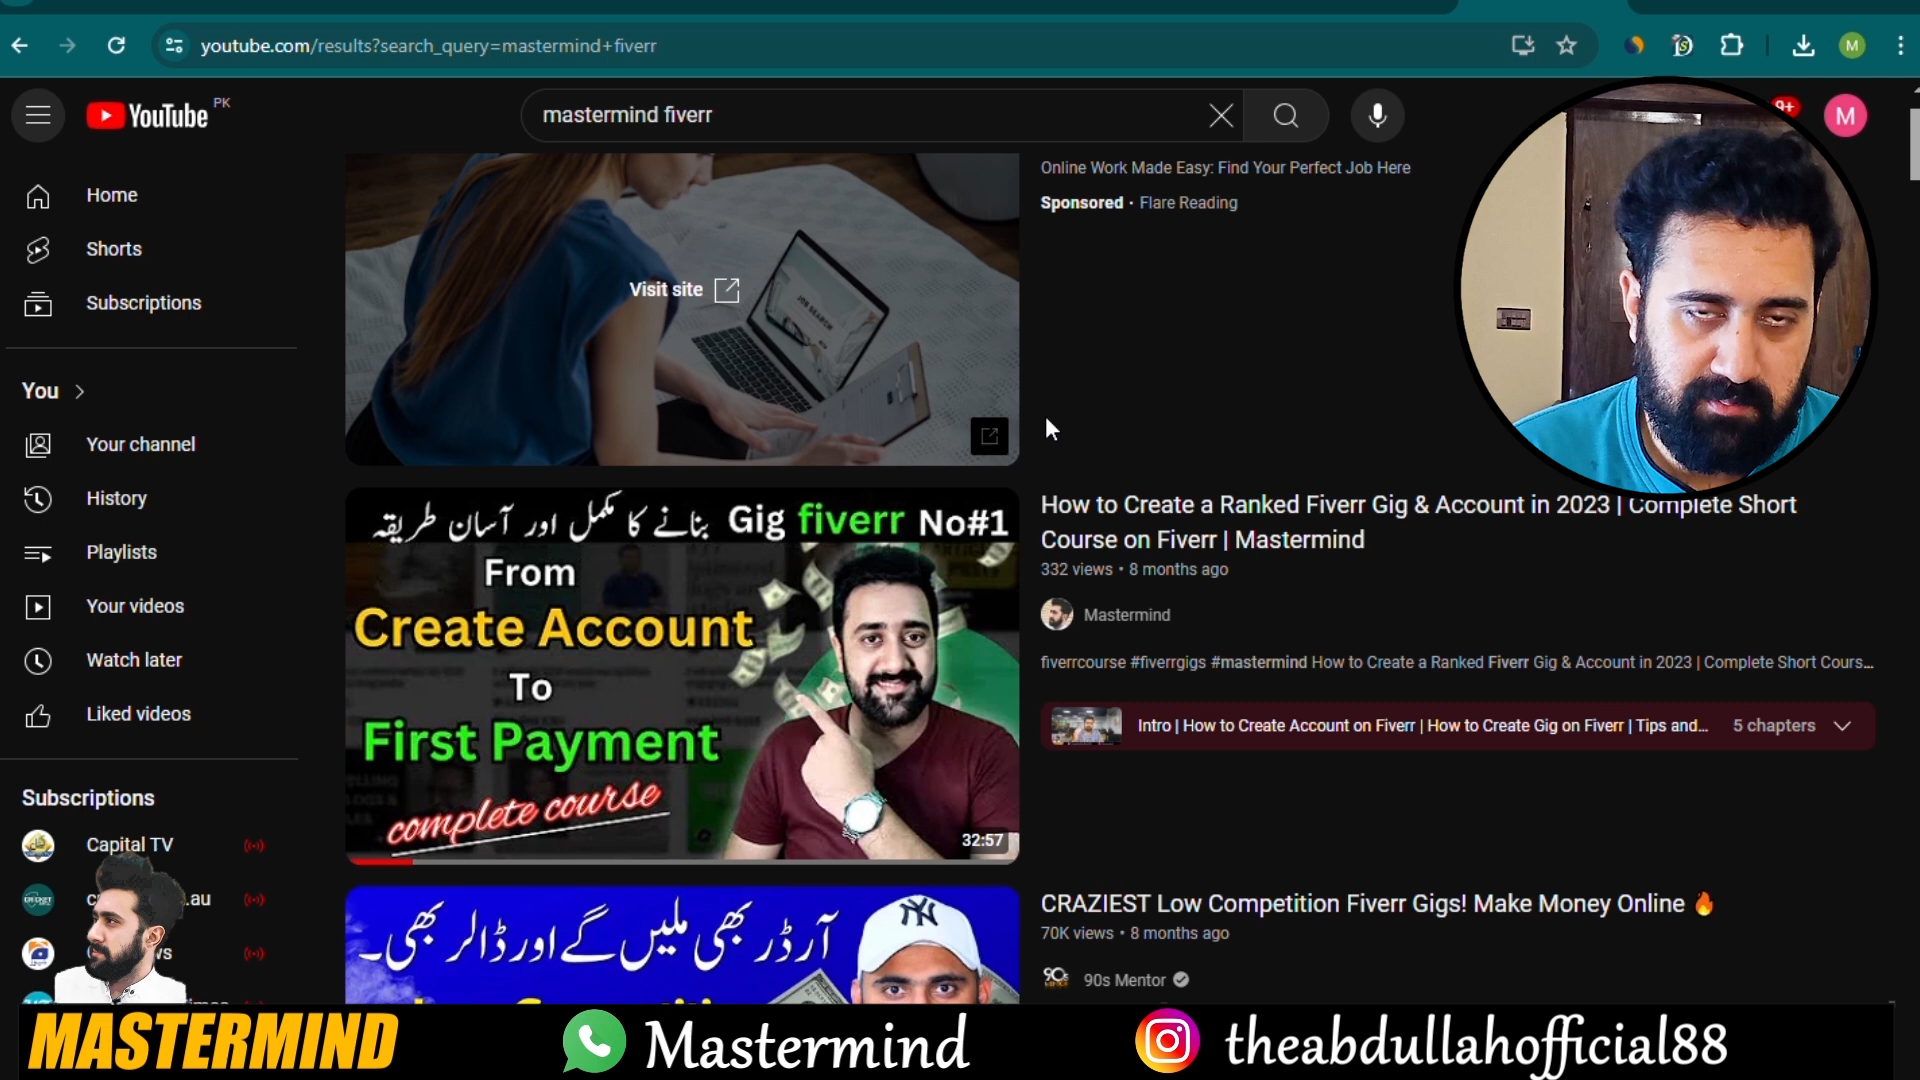 youtube.com/results?search_query=mastermind+fiverr
M
YouTube PK
mastermind fiverr
9+
M
Home
Shorts
Subscriptions
You
Your channel
History
Playlists
Your videos
Watch later
Liked videos
Subscriptions
Capital TV
.au
Visit site
JOB SEARCH
Online Work Made Easy: Find Your Perfect Job Here
Sponsored • Flare Reading
No#1 fiverr Gig بنانے کا مکمل اور آسان طریقہ
From
Create Account
To
First Payment
complete course
32:57
How to Create a Ranked Fiverr Gig & Account in 2023 | Complete Short
Course on Fiverr | Mastermind
332 views • 8 months ago
Mastermind
fiverrcourse #fiverrgigs #mastermind How to Create a Ranked Fiverr Gig & Account in 2023 | Complete Short Cours...
Intro | How to Create Account on Fiverr | How to Create Gig on Fiverr | Tips and... 5 chapters
آرڈر بھی ملیں گے اور ڈالر بھی۔
CRAZIEST Low Competition Fiverr Gigs! Make Money Online 🔥
70K views • 8 months ago
90s Mentor
MASTERMIND
Mastermind
theabdullahofficial88